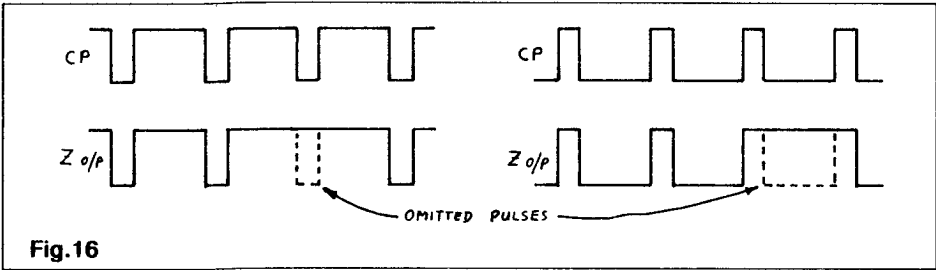 CP
CP
Z o/p
Z o/p
OMITTED PULSES
Fig.16